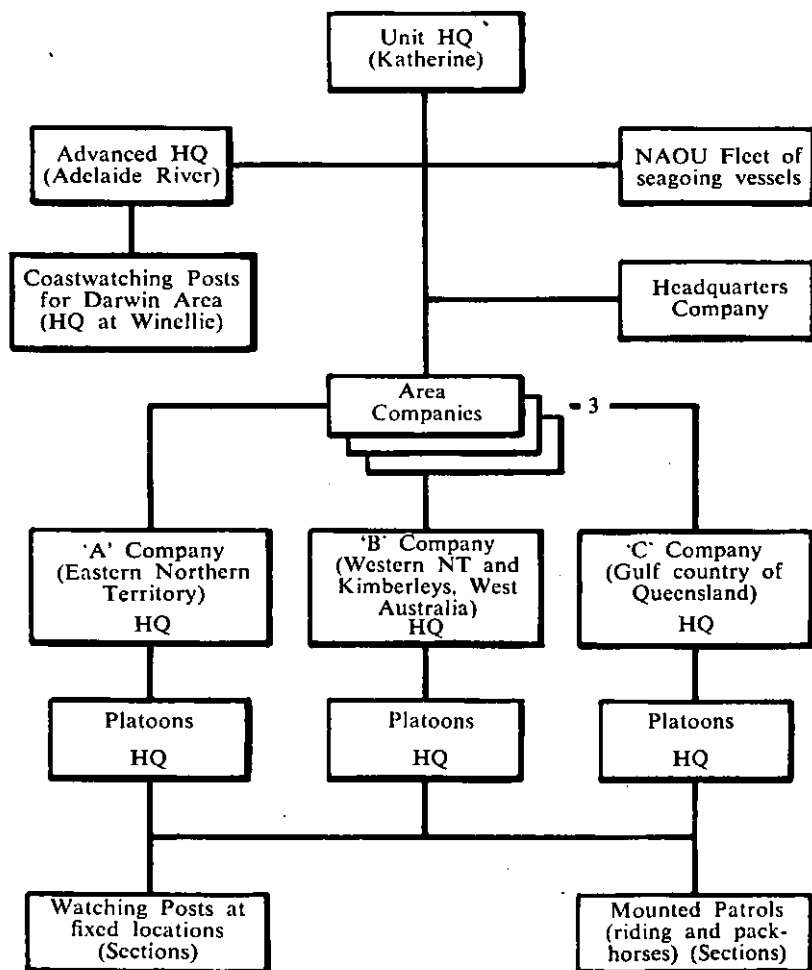 Unit HQ
(Katherine)
Advanced HQ
(Adelaide River)
NAOU Fleet of
seagoing vessels
Coastwatching Posts
for Darwin Area
(HQ at Winellie)
Headquarters
Company
Area
Companies
- 3
'A' Company
(Eastern Northern
Territory)
HQ
'B' Company
(Western NT and
Kimberleys, West
Australia)
HQ
'C' Company
(Gulf country of
Queensland)
HQ
Platoons
HQ
Platoons
HQ
Platoons
HQ
Watching Posts at
fixed locations
(Sections)
Mounted Patrols
(riding and pack-
horses) (Sections)